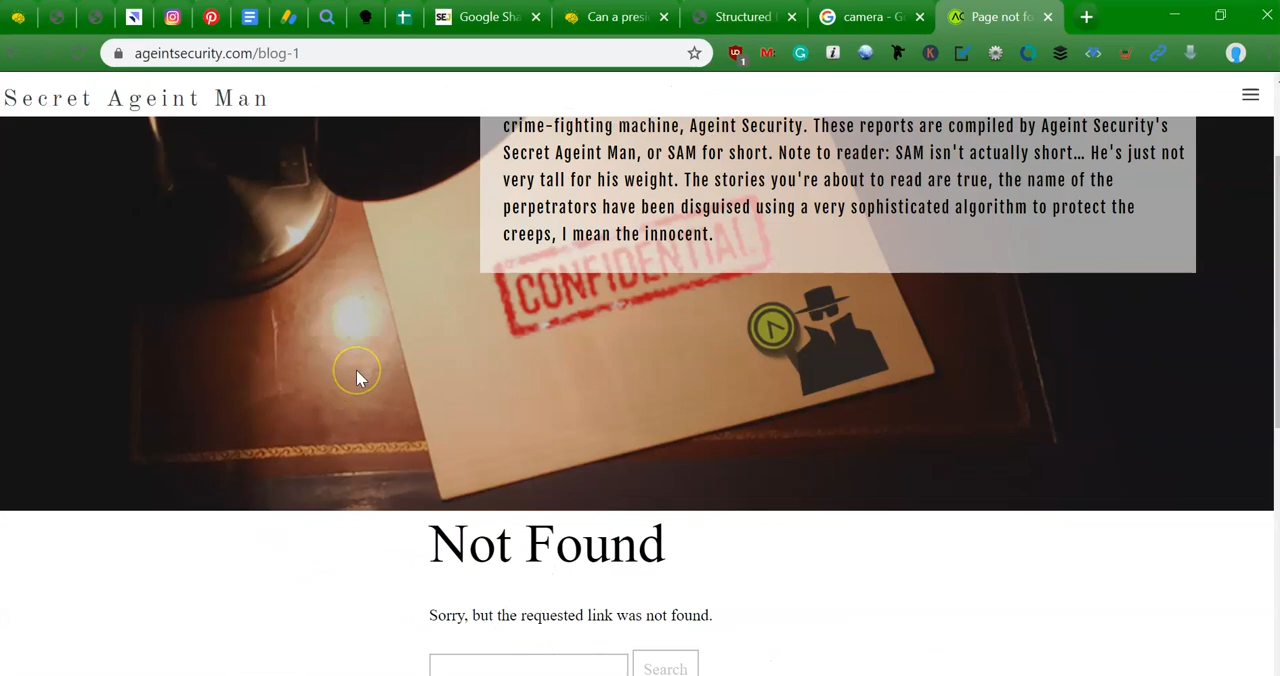 Google Sha
Can a presi
Structured
camera - Go
Page not fo
ageintsecurity.com/blog-1
1
Secret Ageint Man
crime-fighting machine, Ageint Security. These reports are compiled by Ageint Security's
Secret Ageint Man, or SAM for short. Note to reader: SAM isn't actually short... He's just not
very tall for his weight. The stories you're about to read are true, the name of the
perpetrators have been disguised using a very sophisticated algorithm to protect the
creeps, I mean the innocent.
CONFIDENTIAL
Not Found
Sorry, but the requested link was not found.
Search